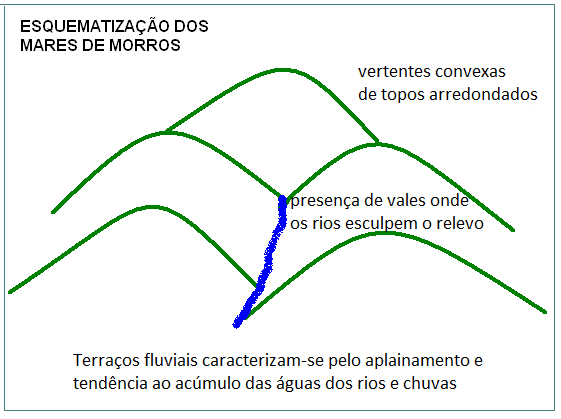 ESQUEMATIZAÇÃO DOS
MARES DE MORROS
vertentes convexas
de topos arredondados
presença de vales onde
os rios esculpem o relevo
Terraços fluviais caracterizam-se pelo aplainamento e
tendência ao acúmulo das águas dos rios e chuvas